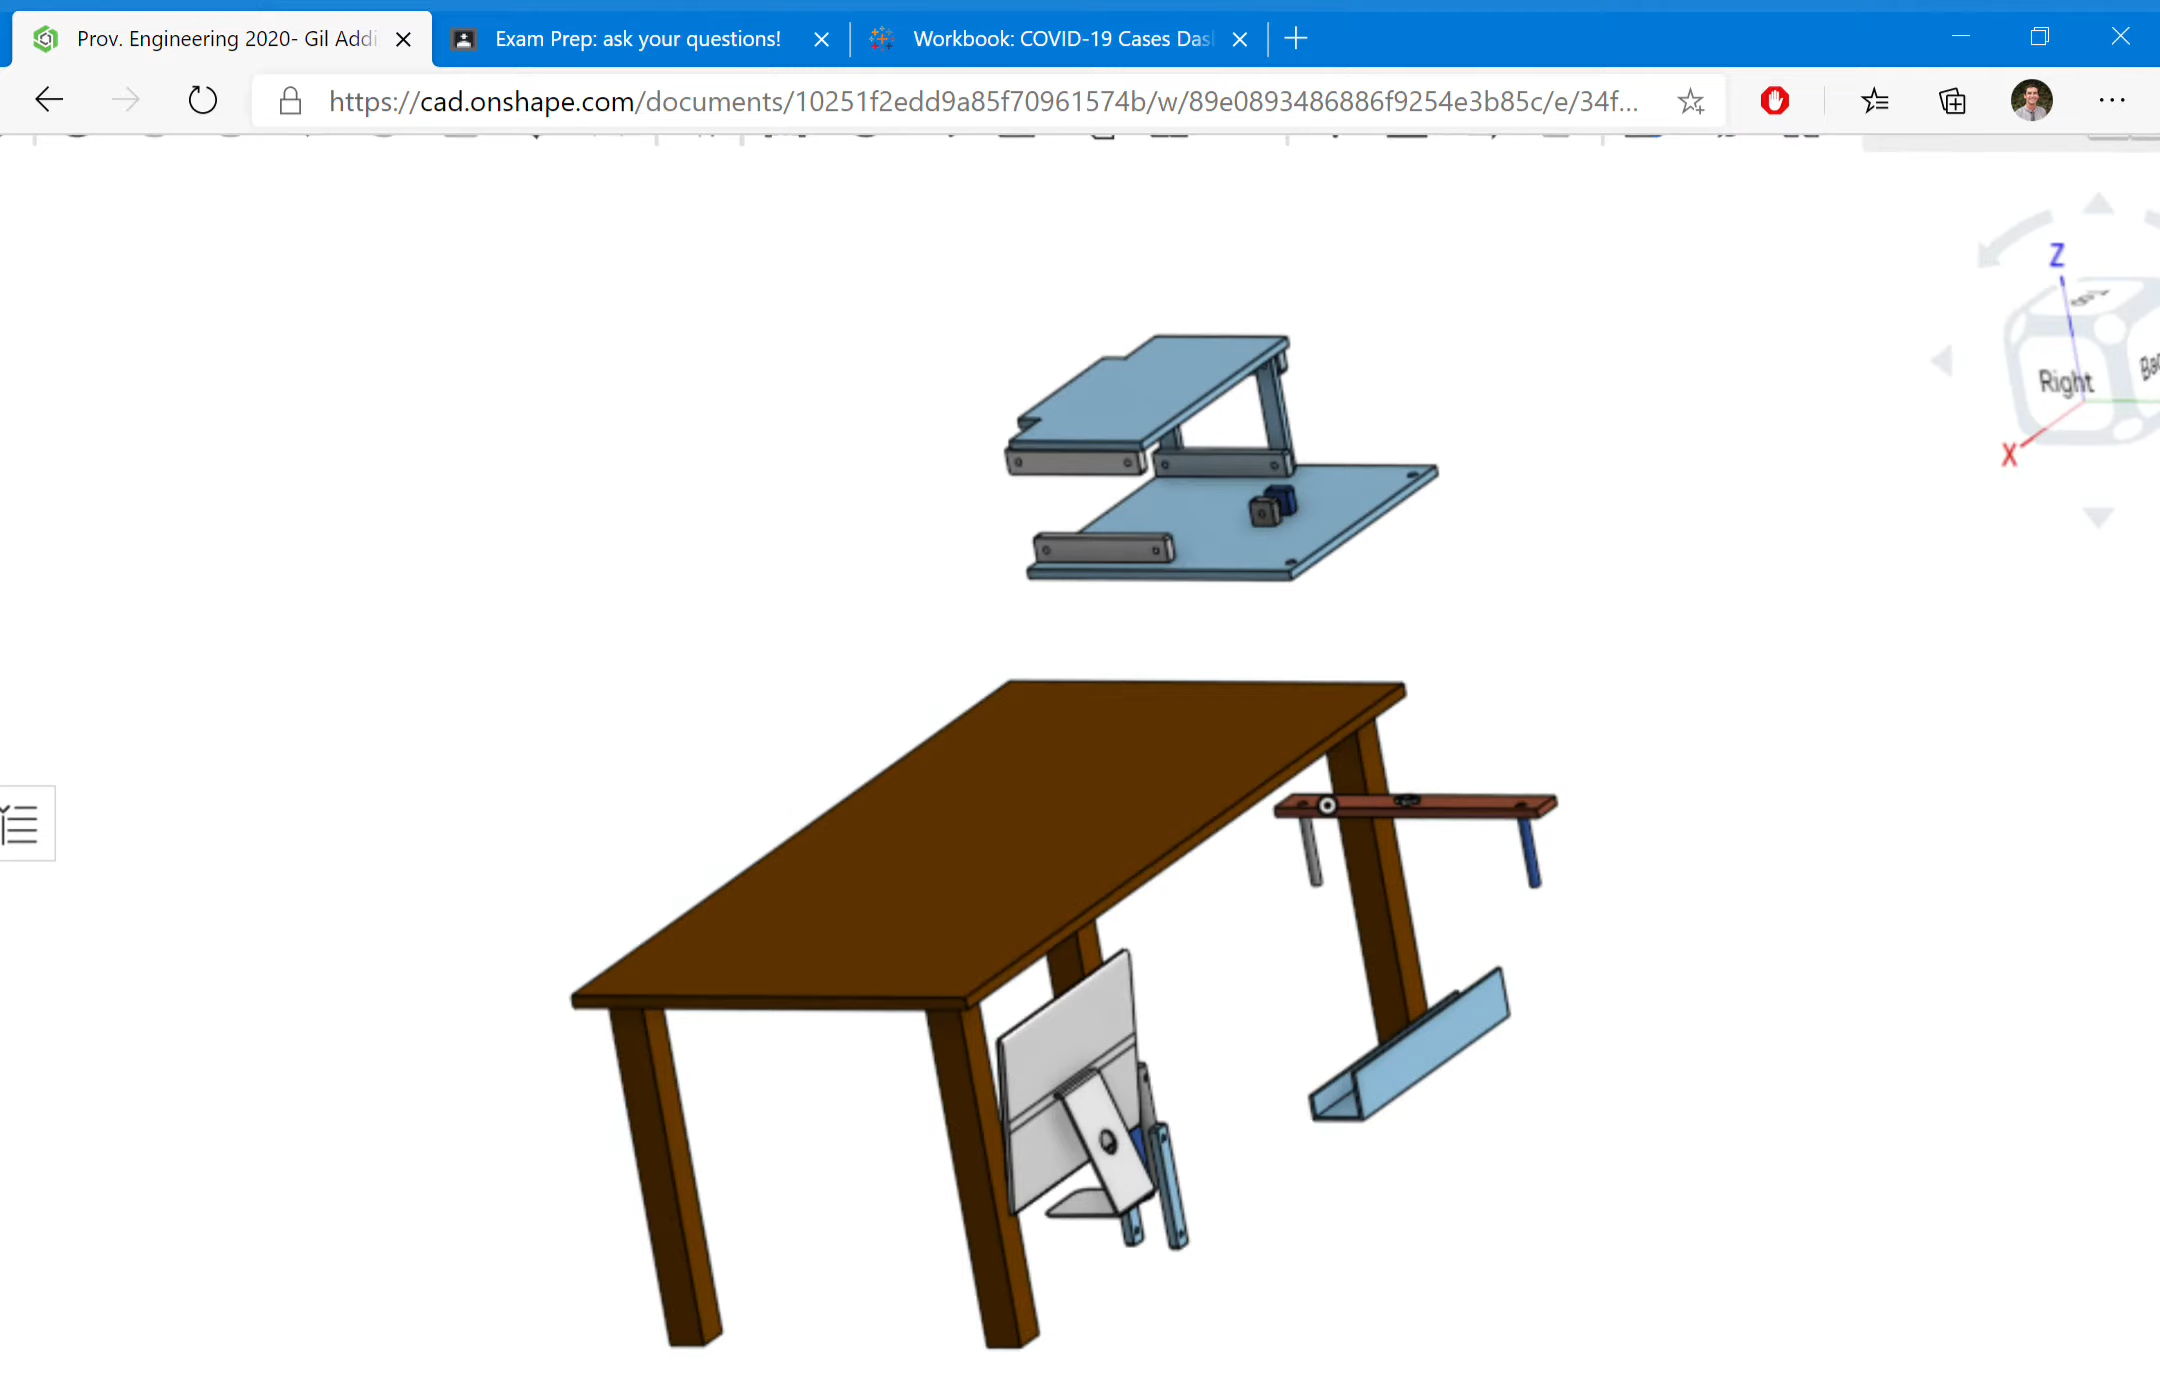 Prov. Engineering 2020- Gil Addi
Exam Prep: ask your questions!
Workbook: COVID-19 Cases Das
https://cad.onshape.com/documents/10251f2edd9a85f70961574b/w/89e0893486886f9254e3b85c/e/34f...
Z
Right
X